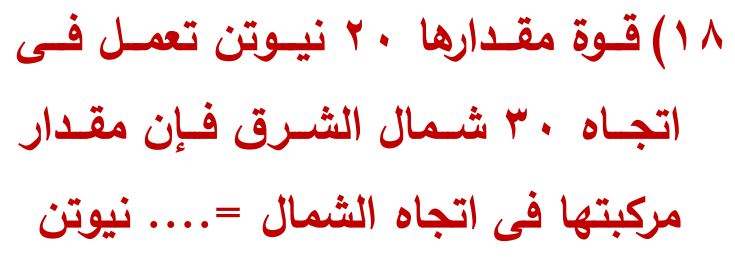 ١٨) قوة مقدارها ٢٠ نيوتن تعمل فى
اتجاه ٣٠ شمال الشرق فإن مقدار
مركبتها فى اتجاه الشمال =.... نيوتن